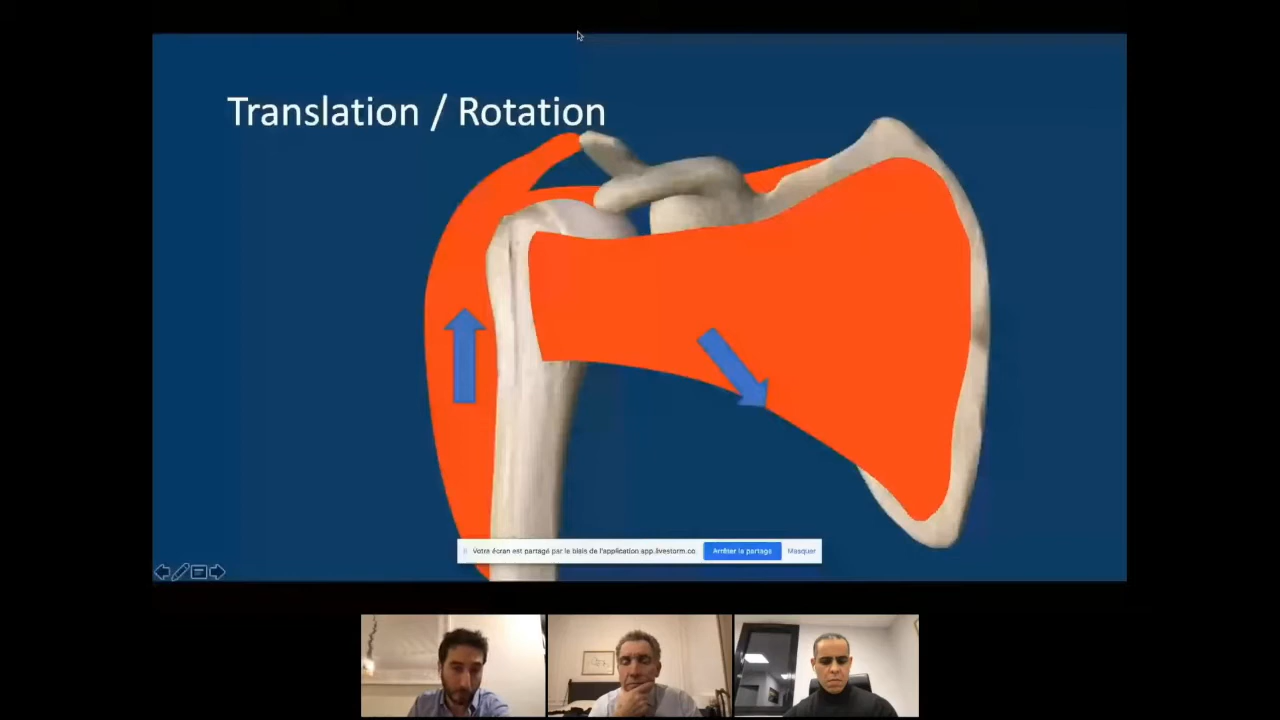 Translation / Rotation
Votre écran est partagé par le biais de l'application app.livestorm.co
Arrêter le partage
Masquer